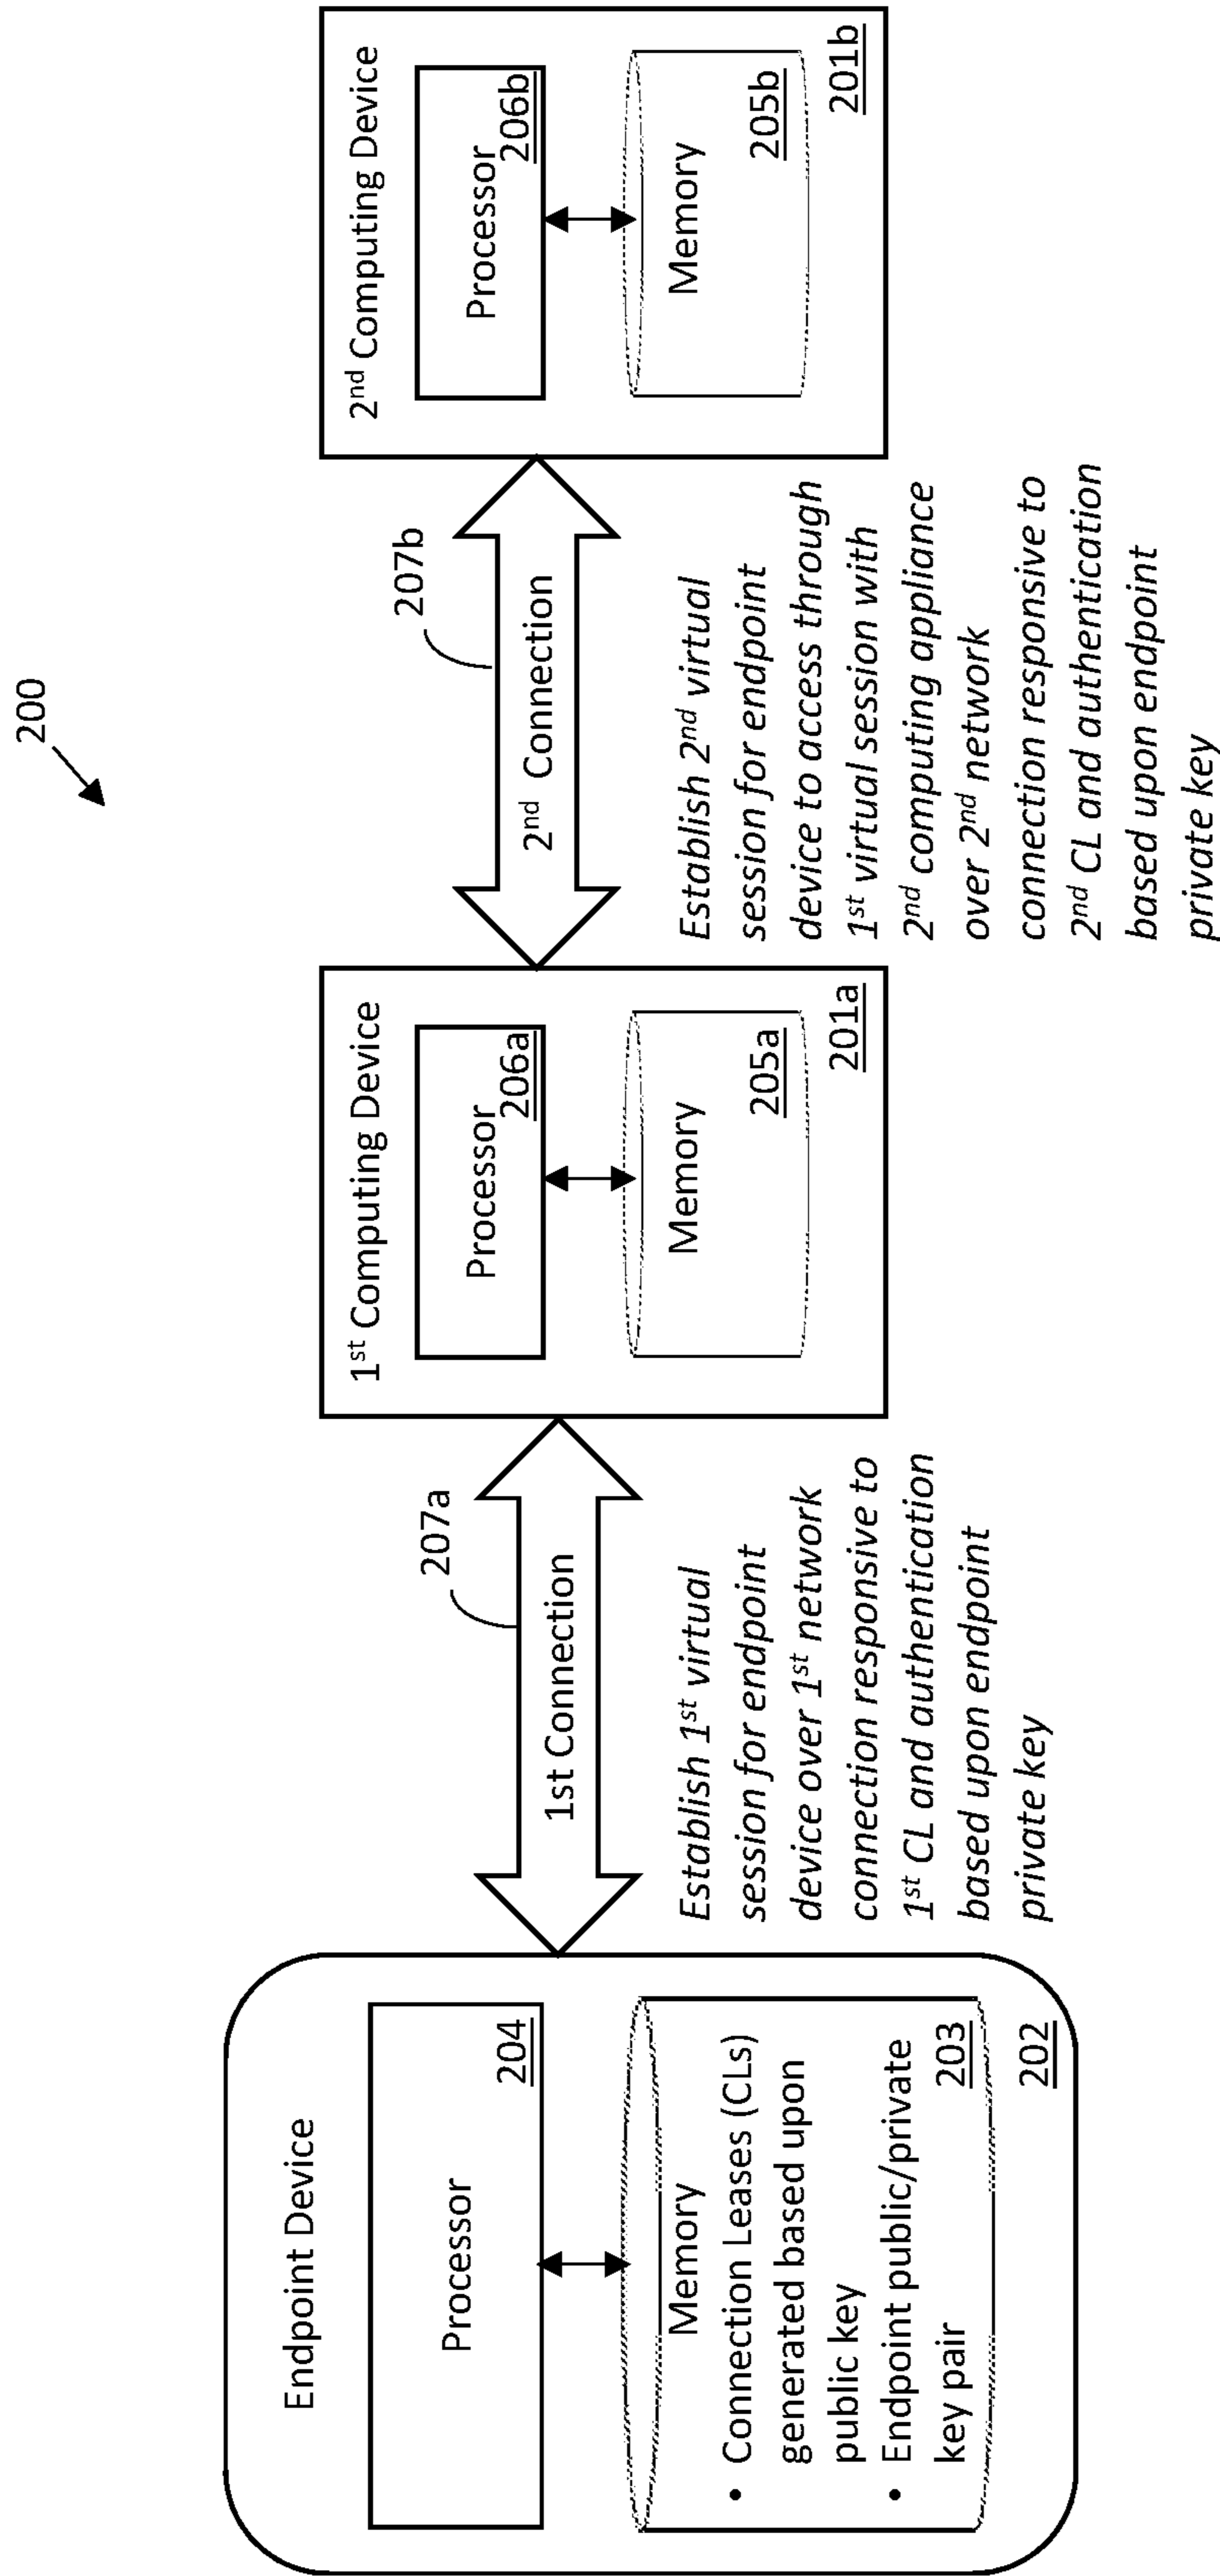 200
Endpoint Device
Processor
204
Memory
• Connection Leases (CLs)
generated based upon
public key
• Endpoint public/private
key pair
203
202
207a
1st Connection
Establish 1st virtual
session for endpoint
device over 1st network
connection responsive to
1st CL and authentication
based upon endpoint
private key
1st Computing Device
Processor
206a
Memory
205a
201a
207b
2nd Connection
Establish 2nd virtual
session for endpoint
device to access through
1st virtual session with
2nd computing appliance
over 2nd network
connection responsive to
2nd CL and authentication
based upon endpoint
private key
2nd Computing Device
Processor
206b
Memory
205b
201b